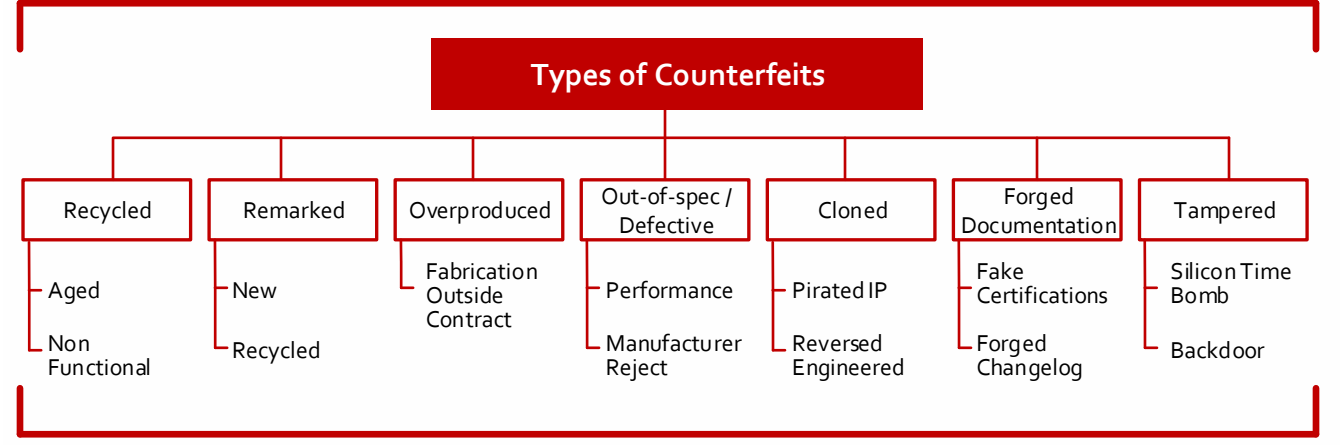 Types of Counterfeits
Recycled
Remarked
Overproduced
Out-of-spec /
Defective
Cloned
Forged
Documentation
Tampered
Aged
Non
Functional
New
Recycled
Fabrication
Outside
Contract
Performance
Manufacturer
Reject
Pirated IP
Reversed
Engineered
Fake
Certifications
Forged
Changelog
Silicon Time
Bomb
Backdoor